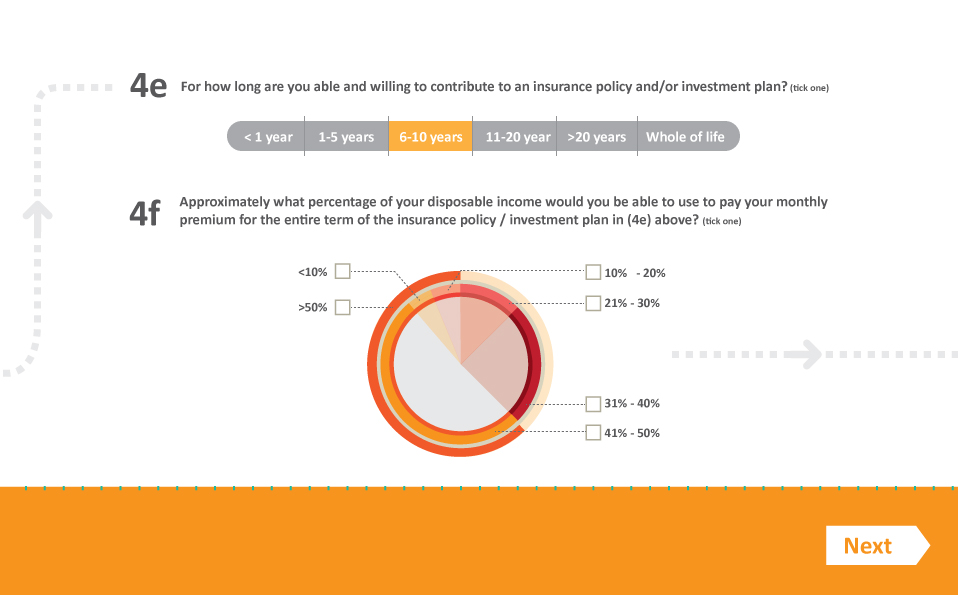 4e For how long are you able and willing to contribute to an insurance policy and/or investment plan? (tick one)
< 1 year 1-5 years 6-10 years 11-20 year >20 years Whole of life
4f Approximately what percentage of your disposable income would you be able to use to pay your monthly
premium for the entire term of the insurance policy / investment plan in (4e) above? (tick one)
<10% 10% - 20%
>50% 21% - 30%
31% - 40%
41% - 50%
Next